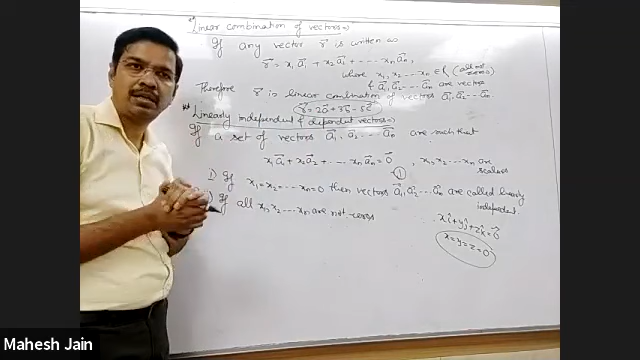 Linear combination of vectors ⇒
If any vector r⃗ is written as
r⃗ = x₁a⃗₁ + x₂a⃗₂ + ---- xₙa⃗ₙ,
where x₁, x₂---- xₙ ∈ R (all not zeros)
& a⃗₁, a⃗₂ --- a⃗ₙ are vectors
Therefore r⃗ is linear combination of vectors a⃗₁, a⃗₂ --- a⃗ₙ.
(r⃗ = 2a⃗ + 3b⃗ - 5c⃗)
Linearly independent & dependent vectors ⇒
If a set of vectors a⃗₁, a⃗₂ --- a⃗ₙ are such that
x₁a⃗₁ + x₂a⃗₂ + ---- xₙa⃗ₙ = 0⃗ , x₁, x₂ --- xₙ are scalars
①
1) If x₁ = x₂ = ---- xₙ = 0 then vectors a⃗₁, a⃗₂ --- a⃗ₙ are called linearly independent.
If all x₁, x₂ ---- xₙ are not zeros
xî + yĵ + zk̂ = 0⃗
x = y = z = 0
Mahesh Jain